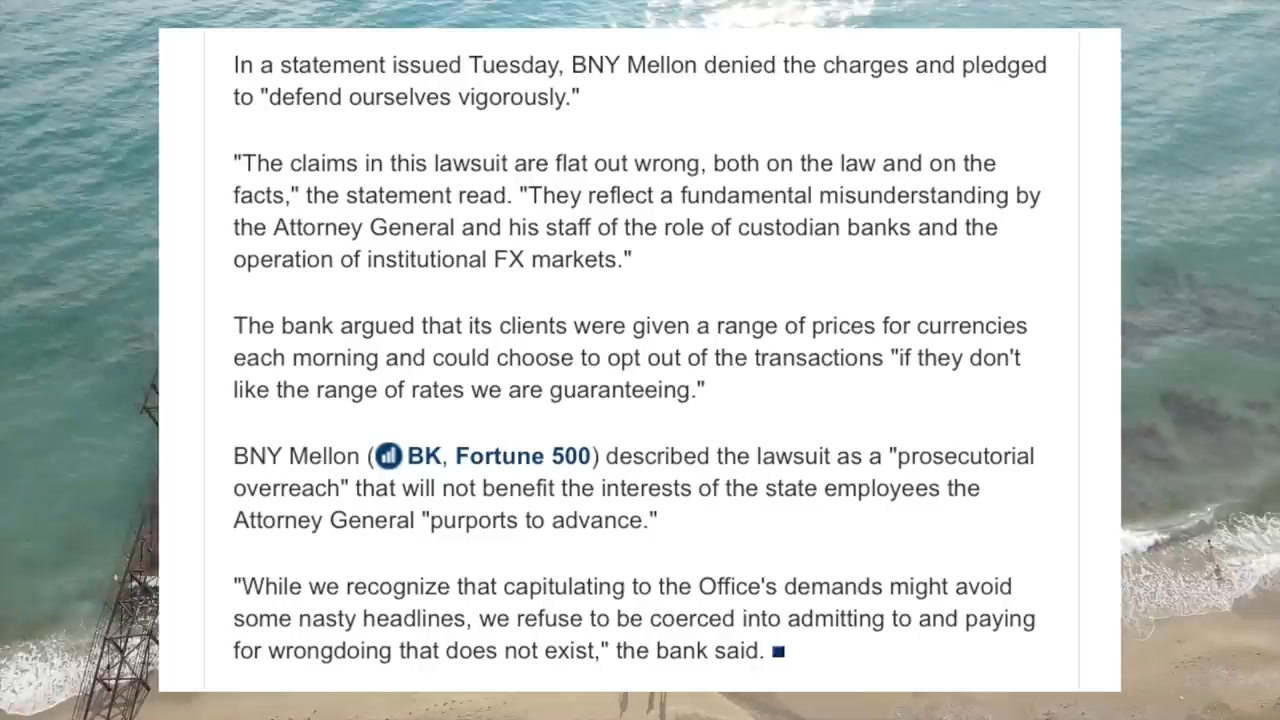 In a statement issued Tuesday, BNY Mellon denied the charges and pledged
to "defend ourselves vigorously."
"The claims in this lawsuit are flat out wrong, both on the law and on the
facts," the statement read. "They reflect a fundamental misunderstanding by
the Attorney General and his staff of the role of custodian banks and the
operation of institutional FX markets."
The bank argued that its clients were given a range of prices for currencies
each morning and could choose to opt out of the transactions "if they don't
like the range of rates we are guaranteeing."
BNY Mellon (BK, Fortune 500) described the lawsuit as a "prosecutorial
overreach" that will not benefit the interests of the state employees the
Attorney General "purports to advance."
"While we recognize that capitulating to the Office's demands might avoid
some nasty headlines, we refuse to be coerced into admitting to and paying
for wrongdoing that does not exist," the bank said.